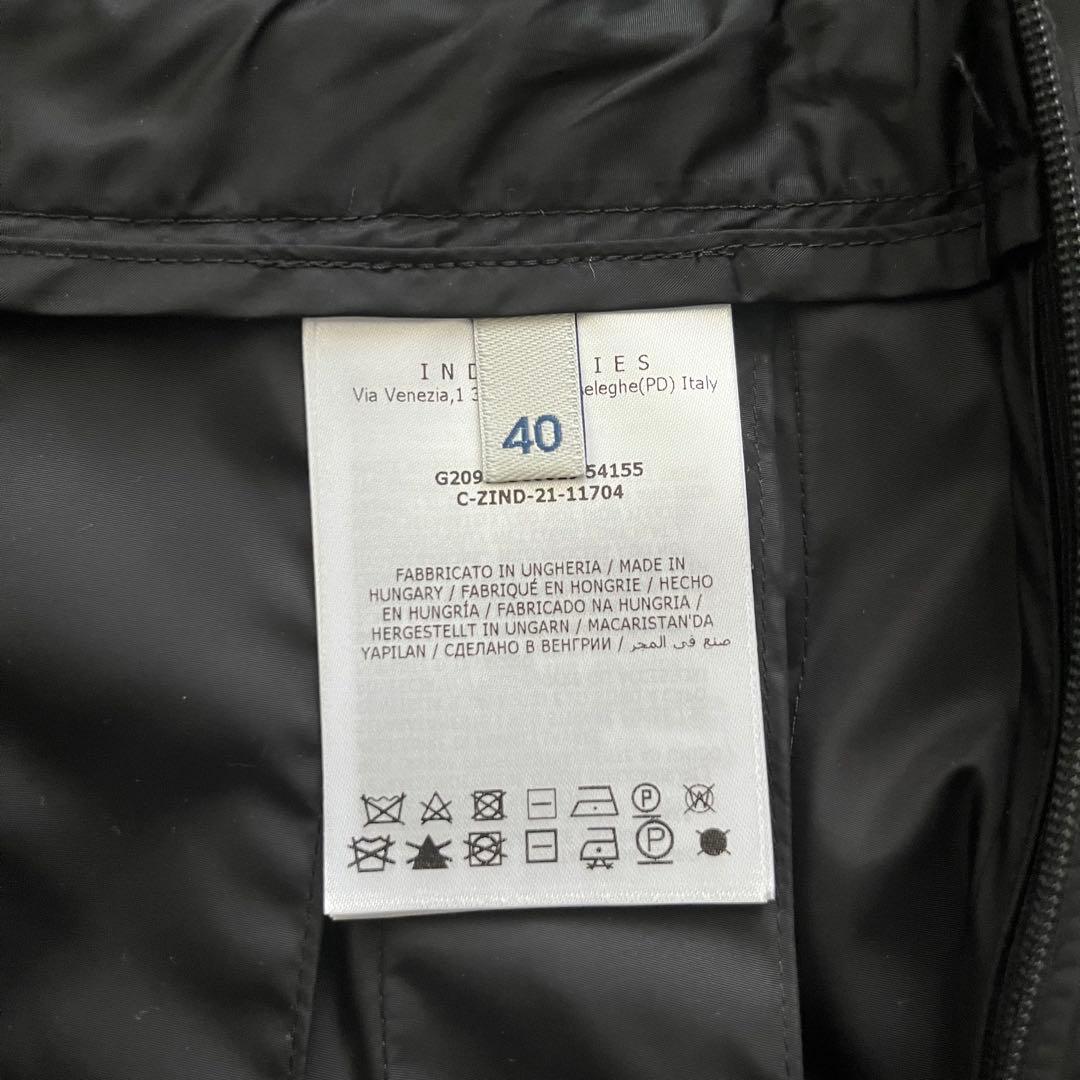 IND IES
Via Venezia,1 eleghe(PD) Italy
40
G209 54155
C-ZIND-21-11704
FABBRICATO IN UNGHERIA / MADE IN
HUNGARY / FABRIQUÉ EN HONGRIE / HECHO
EN HUNGRÍA / FABRICADO NA HUNGRIA /
HERGESTELLT IN UNGARN / MACARISTAN'DA
YAPILAN / СДЕЛАНО В ВЕНГРИИ / صنع في المجر
P W
P